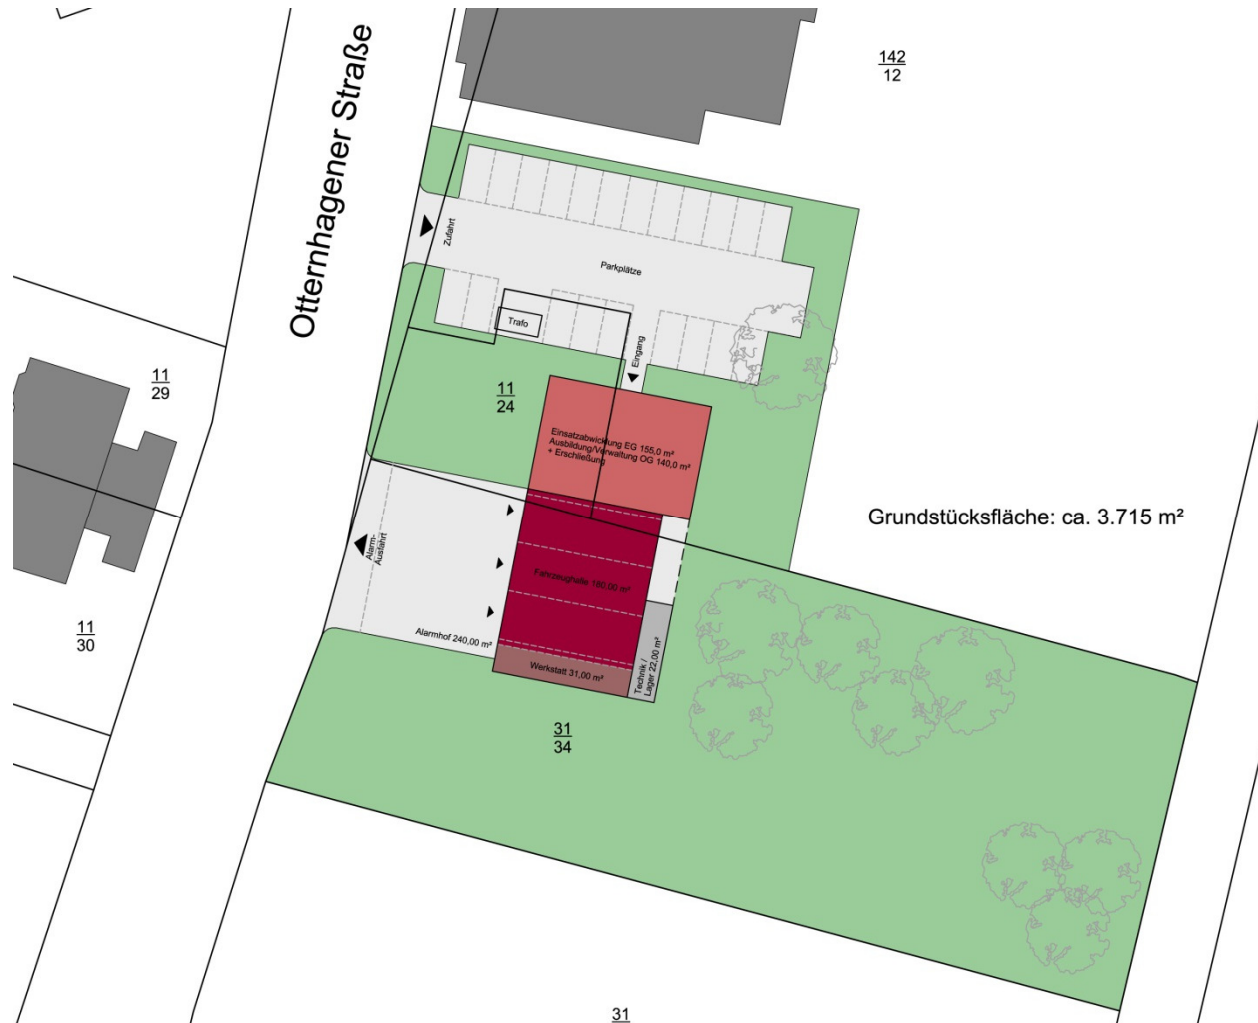 Otternhagener Straße
142
12
Zufahrt
Parkplätze
Trafo
Eingang
11
29
11
24
Einsatzabwicklung EG 155,0 m²
Ausbildung/Verwaltung OG 140,0 m²
+ Erschließung
Grundstücksfläche: ca. 3.715 m²
Alarm-
Ausfahrt
Fahrzeughalle 180,00 m²
11
30
Alarmhof 240,00 m²
Werkstatt 31,00 m²
Technik /
Lager 22,00 m²
31
34
31